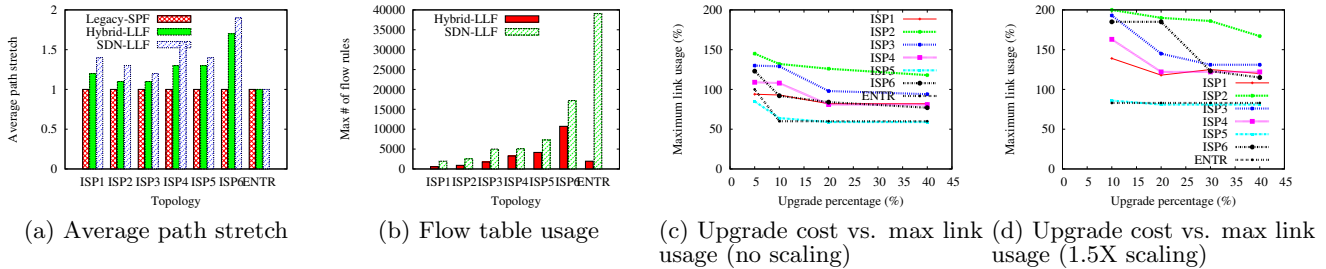 Average path stretch
2
1.5
1
0.5
0
Legacy-SPF
Hybrid-LLF
SDN-LLF
ISP1 ISP2 ISP3 ISP4 ISP5 ISP6 ENTR
Topology
(a) Average path stretch
Max # of flow rules
40000
35000
30000
25000
20000
15000
10000
5000
0
Hybrid-LLF
SDN-LLF
ISP1 ISP2 ISP3 ISP4 ISP5 ISP6 ENTR
Topology
(b) Flow table usage
Maximum link usage (%)
200
150
100
50
0
ISP1
ISP2
ISP3
ISP4
ISP5
ISP6
ENTR
0 5 10 15 20 25 30 35 40 45
Upgrade percentage (%)
(c) Upgrade cost vs. max link
usage (no scaling)
Maximum link usage (%)
200
150
100
50
0
ISP1
ISP2
ISP3
ISP4
ISP5
ISP6
ENTR
0 5 10 15 20 25 30 35 40 45
Upgrade percentage (%)
(d) Upgrade cost vs. max link
usage (1.5X scaling)